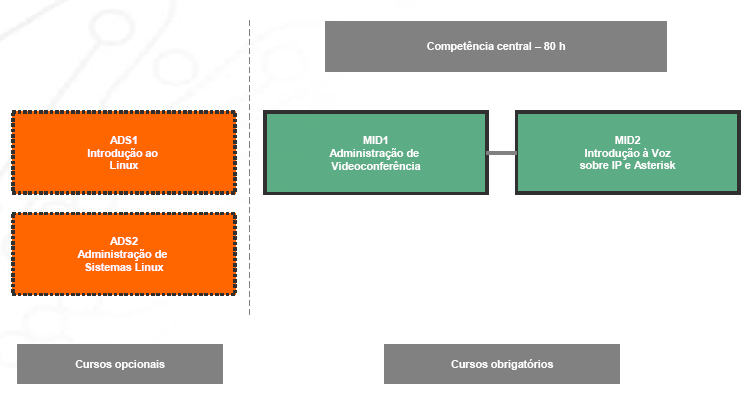 Competência central – 80 h
ADS1
Introdução ao
Linux
MID1
Administração de
Videoconferência
MID2
Introdução à Voz
sobre IP e Asterisk
ADS2
Administração de
Sistemas Linux
Cursos opcionais
Cursos obrigatórios